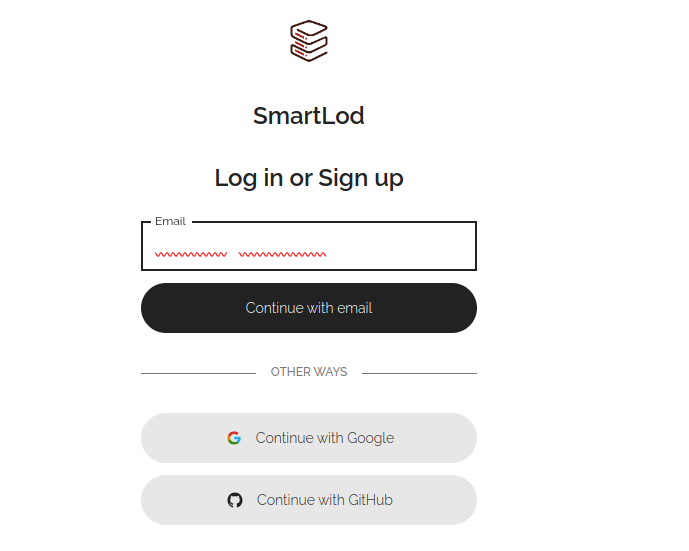 SmartLod
Log in or Sign up
Email
Continue with email
OTHER WAYS
Continue with Google
Continue with GitHub